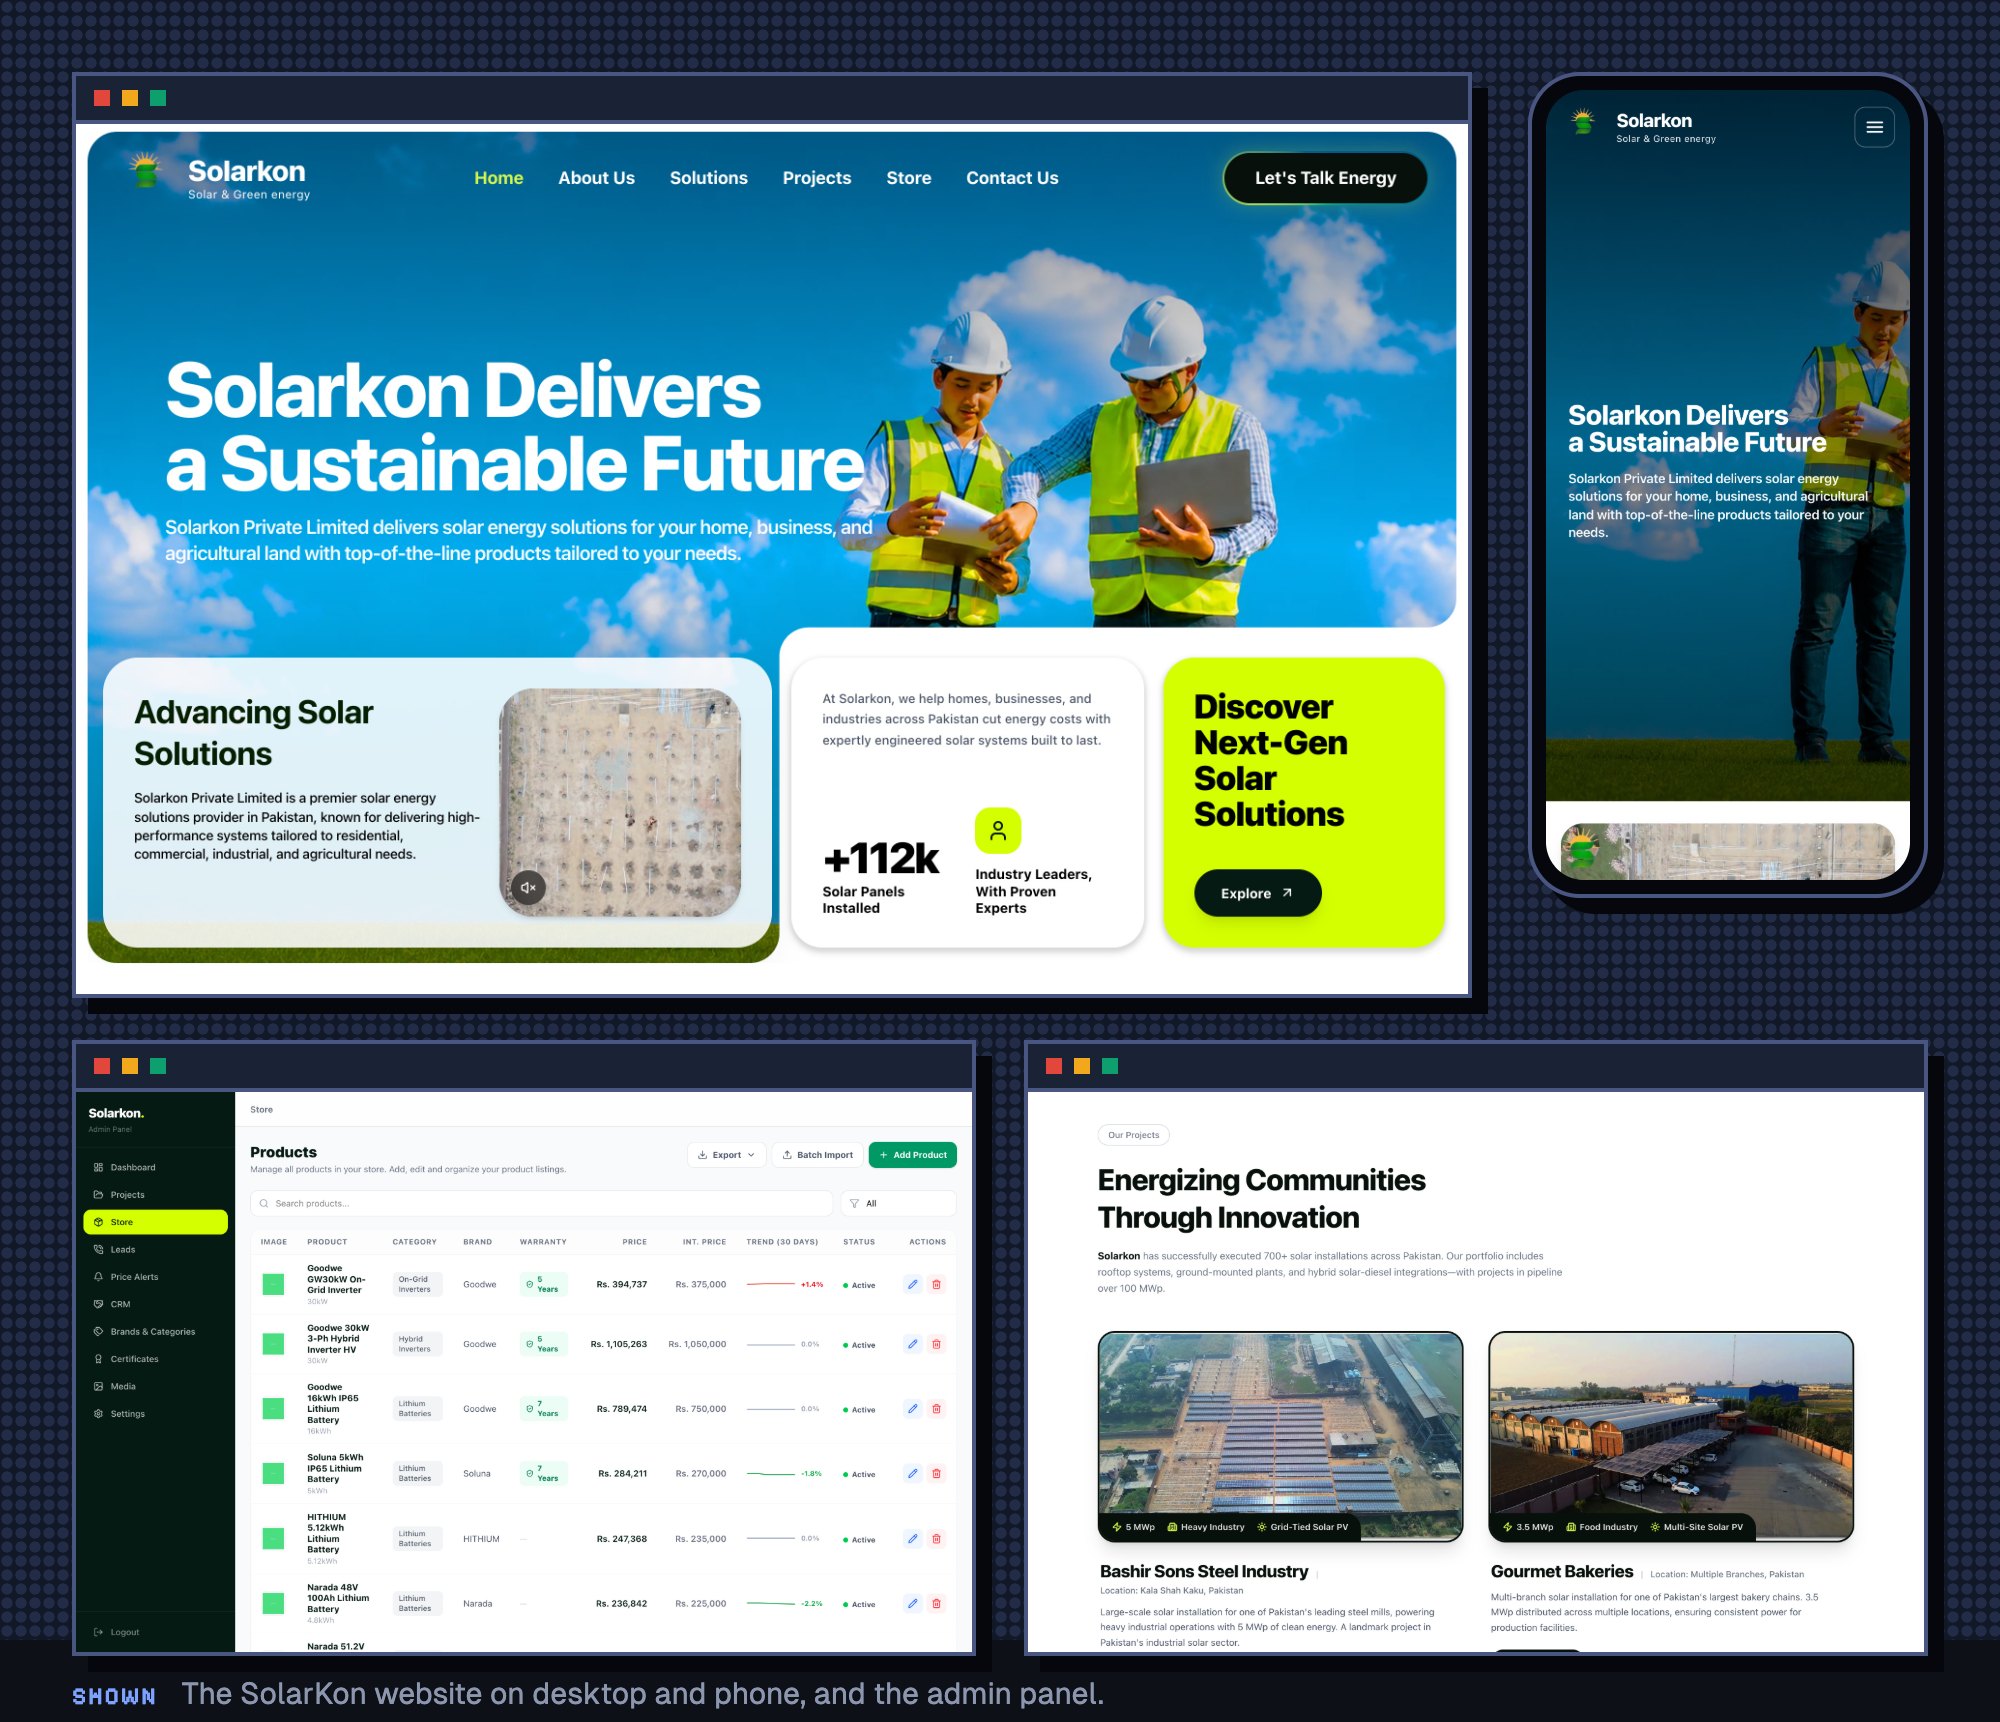 Solarkon
Solar & Green energy
Home
About Us
Solutions
Projects
Store
Contact Us
Let's Talk Energy
Solarkon Delivers
a Sustainable Future
Solarkon Private Limited delivers solar energy solutions for your home, business, and
agricultural land with top-of-the-line products tailored to your needs.
Advancing Solar
Solutions
Solarkon Private Limited is a premier solar energy
solutions provider in Pakistan, known for delivering high-
performance systems tailored to residential,
commercial, industrial, and agricultural needs.
At Solarkon, we help homes, businesses, and
industries across Pakistan cut energy costs with
expertly engineered solar systems built to last.
+112k
Solar Panels
Installed
Industry Leaders,
With Proven
Experts
Discover
Next-Gen
Solar
Solutions
Explore
Solarkon
Solar & Green energy
Solarkon Delivers
a Sustainable Future
Solarkon Private Limited delivers solar energy
solutions for your home, business, and agricultural
land with top-of-the-line products tailored to your
needs.
Solarkon.
Admin Panel
Dashboard
Projects
Store
Leads
Price Alerts
CRM
Brands & Categories
Certificates
Media
Settings
Logout
Store
Products
Manage all products in your store. Add, edit and organize your product listings.
Export
Batch Import
Add Product
Search products...
All
IMAGE PRODUCT CATEGORY BRAND WARRANTY PRICE INT. PRICE TREND (30 DAYS) STATUS ACTIONS
Goodwe
GW30kW On-
Grid Inverter
30kW
On-Grid
Inverters
Goodwe
5
Years
Rs. 394,737
Rs. 375,000
+1.4%
Active
Goodwe 30kW
3-Ph Hybrid
Inverter HV
30kW
Hybrid
Inverters
Goodwe
5
Years
Rs. 1,105,263
Rs. 1,050,000
0.0%
Active
Goodwe
16kWh IP65
Lithium
Battery
16kWh
Lithium
Batteries
Goodwe
7
Years
Rs. 789,474
Rs. 750,000
0.0%
Active
Soluna 5kWh
IP65 Lithium
Battery
5kWh
Lithium
Batteries
Soluna
7
Years
Rs. 284,211
Rs. 270,000
-1.8%
Active
HITHIUM
5.12kWh
Lithium
Battery
5.12kWh
Lithium
Batteries
HITHIUM
—
Rs. 247,368
Rs. 235,000
0.0%
Active
Narada 48V
100Ah Lithium
Battery
4.8kWh
Lithium
Batteries
Narada
—
Rs. 236,842
Rs. 225,000
-2.2%
Active
Narada 51.2V
Our Projects
Energizing Communities
Through Innovation
Solarkon has successfully executed 700+ solar installations across Pakistan. Our portfolio includes
rooftop systems, ground-mounted plants, and hybrid solar-diesel integrations—with projects in pipeline
over 100 MWp.
5 MWp
Heavy Industry
Grid-Tied Solar PV
Bashir Sons Steel Industry |
Location: Kala Shah Kaku, Pakistan
Large-scale solar installation for one of Pakistan's leading steel mills, powering
heavy industrial operations with 5 MWp of clean energy. A landmark project in
Pakistan's industrial solar sector.
3.5 MWp
Food Industry
Multi-Site Solar PV
Gourmet Bakeries | Location: Multiple Branches, Pakistan
Multi-branch solar installation for one of Pakistan's largest bakery chains. 3.5
MWp distributed across multiple locations, ensuring consistent power for
production facilities.
SHOWN The SolarKon website on desktop and phone, and the admin panel.